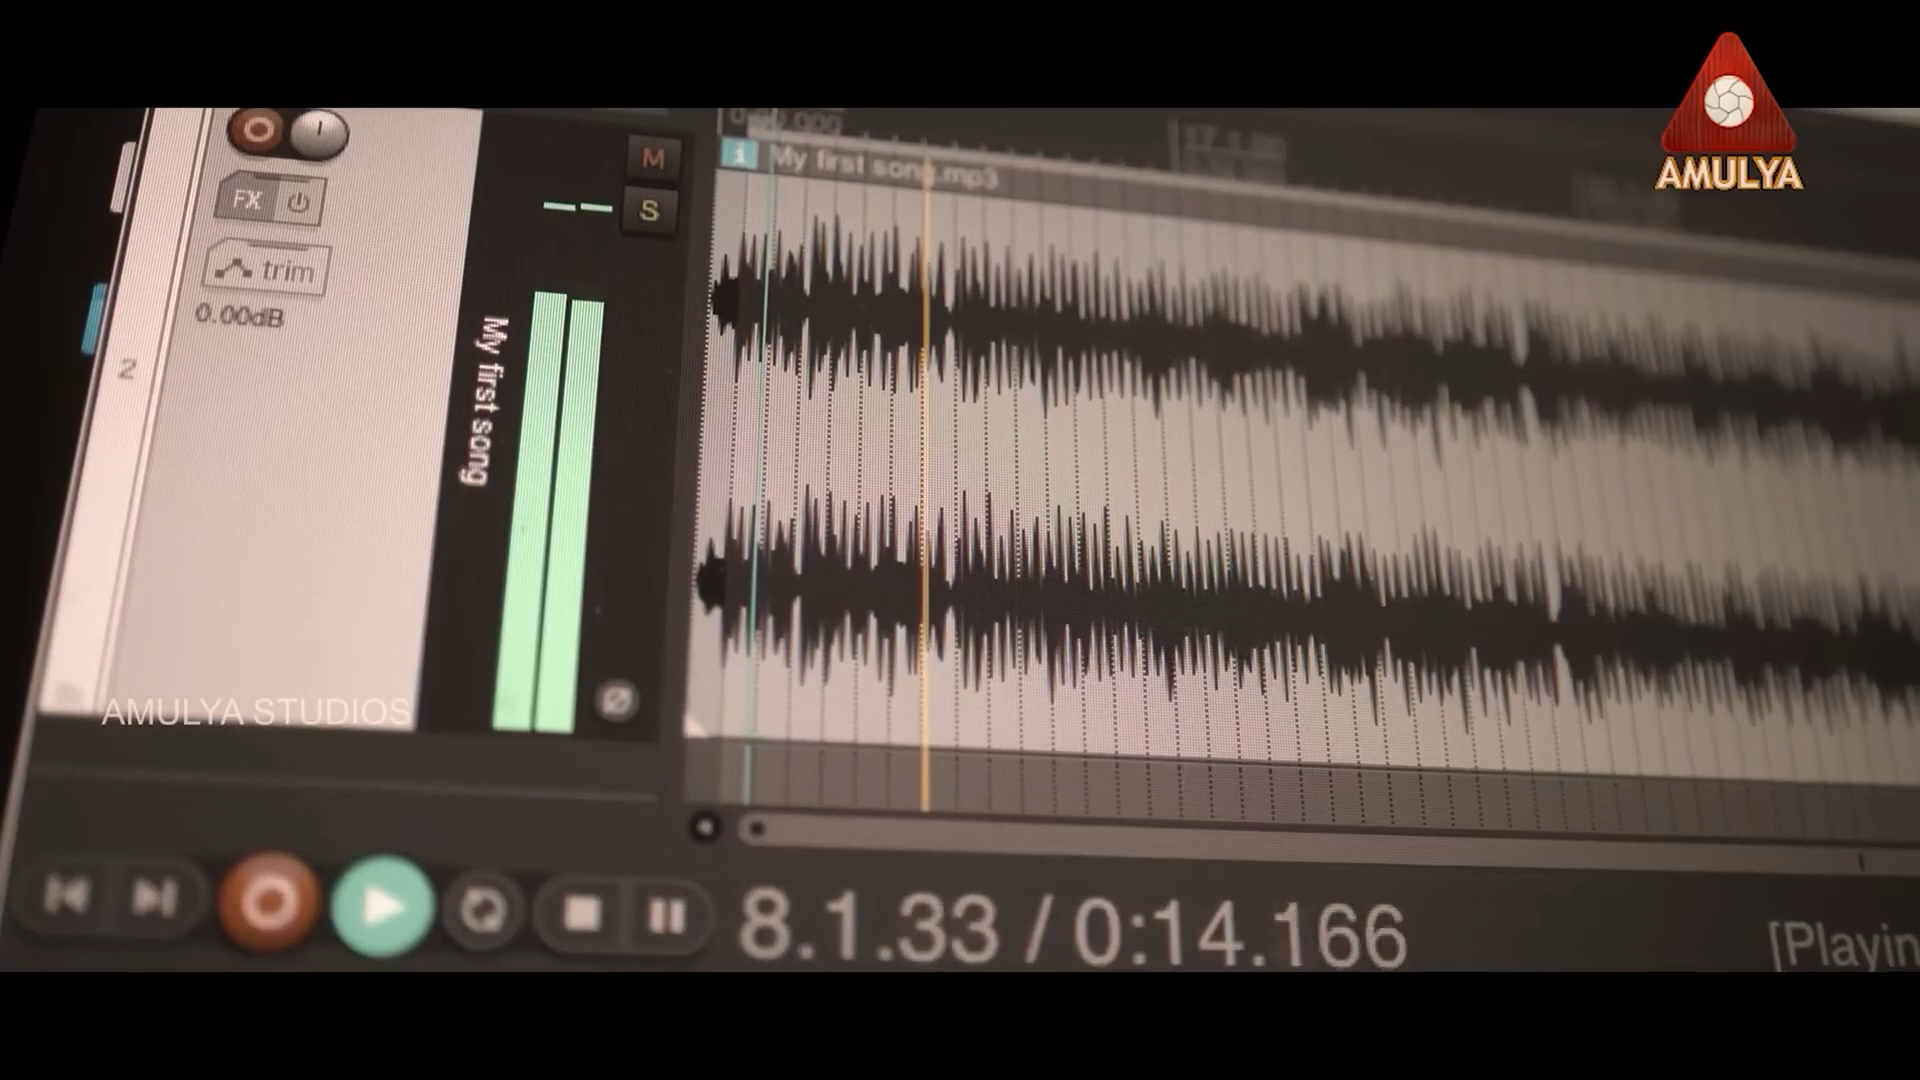 AMULYA
M
S
My first song.mp3
FX
trim
0.00dB
My first song
2
AMULYA STUDIOS
8.1.33 / 0:14.166
[Playin